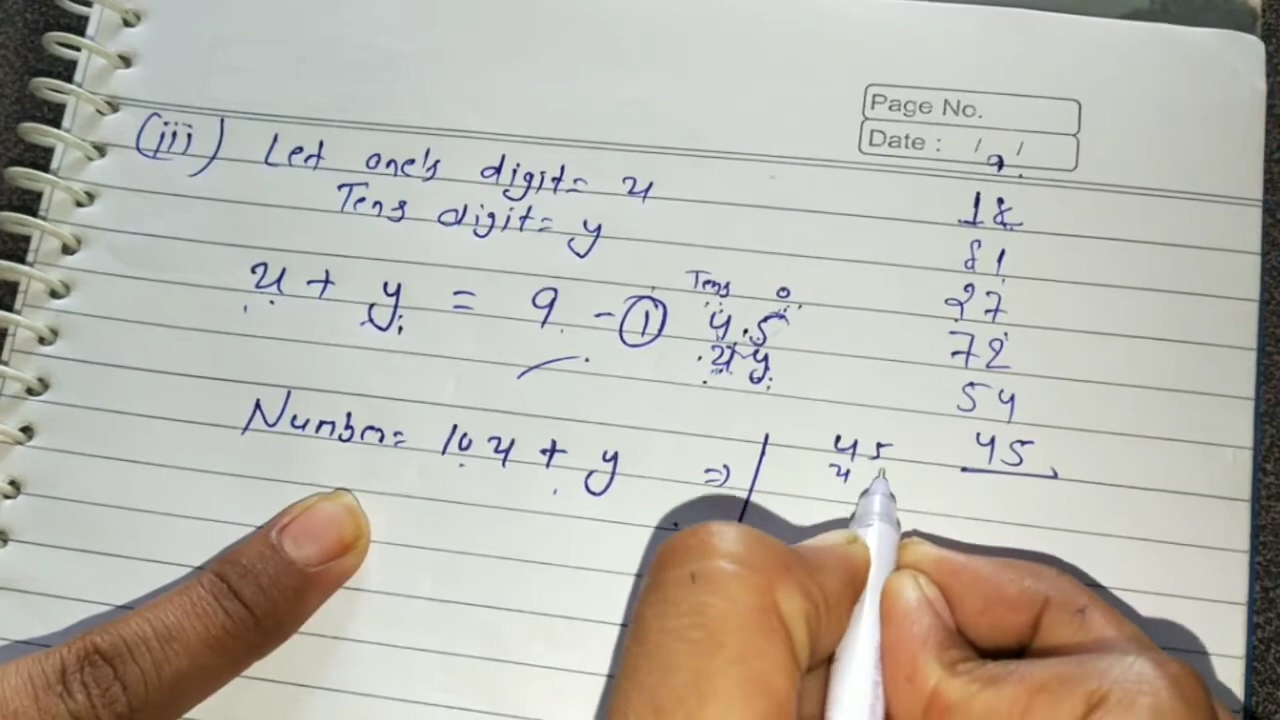 Page No.
Date : / /
9
(iii) Let one's digit = x
Tens digit = y
18
81
27
72
54
45
x + y = 9 - ①
Tens o
4 5
x y
Number = 10x + y ⇒
45
x